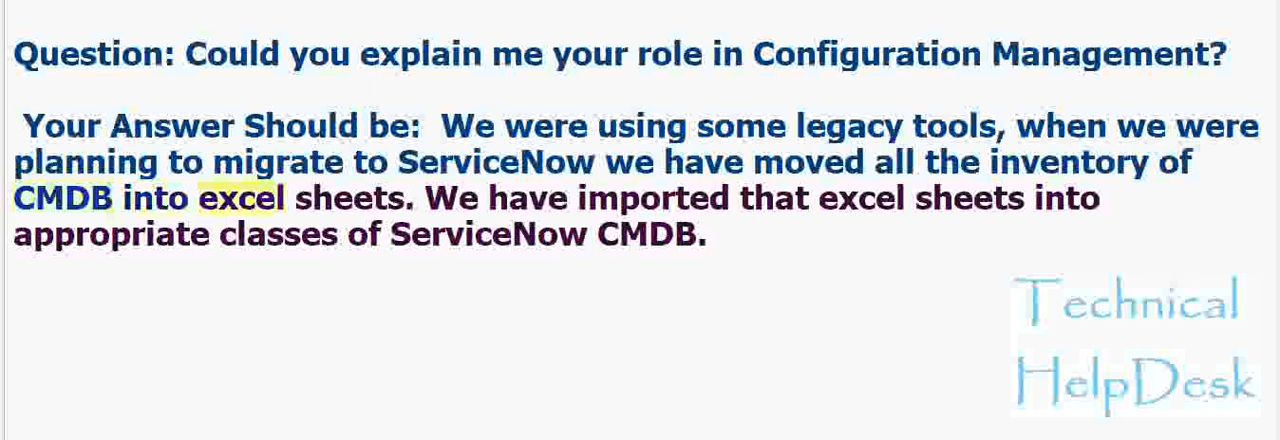 Question: Could you explain me your role in Configuration Management?
Your Answer Should be: We were using some legacy tools, when we were
planning to migrate to ServiceNow we have moved all the inventory of
CMDB into excel sheets. We have imported that excel sheets into
appropriate classes of ServiceNow CMDB.
Technical
HelpDesk